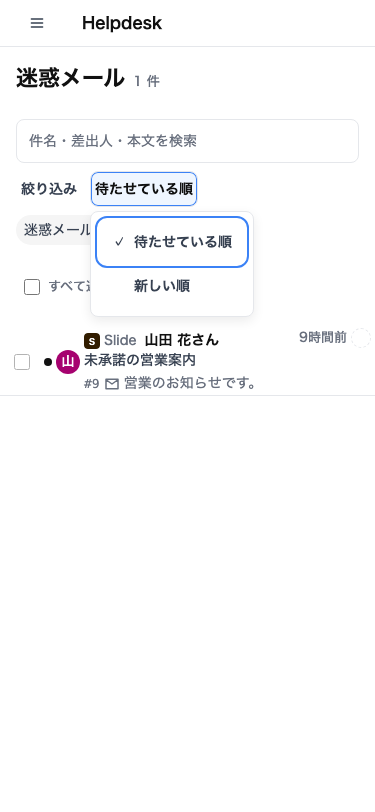 Helpdesk
迷惑メール 1 件
件名・差出人・本文を検索
絞り込み 待たせている順
迷惑メール
✓ 待たせている順
新しい順
すべて
s Slide 山田 花さん 9時間前
山 未承諾の営業案内
#9 営業のお知らせです。